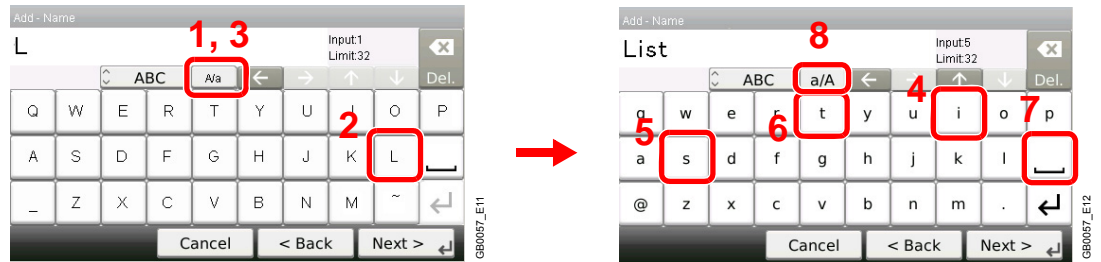 Add - Name
L
1, 3
Input:1
Limit:32
ABC
A/a
Del.
Q W E R T Y U I O P
2
A S D F G H J K L
_ Z X C V B N M ~
Cancel
< Back
Next >
GB0057_E11
Add - Name
List
8
Input:5
Limit:32
ABC
a/A
Del.
4
7
q w e r t y u i o p
5
6
a s d f g h j k l
@ z x c v b n m .
Cancel
< Back
Next >
GB0057_E12